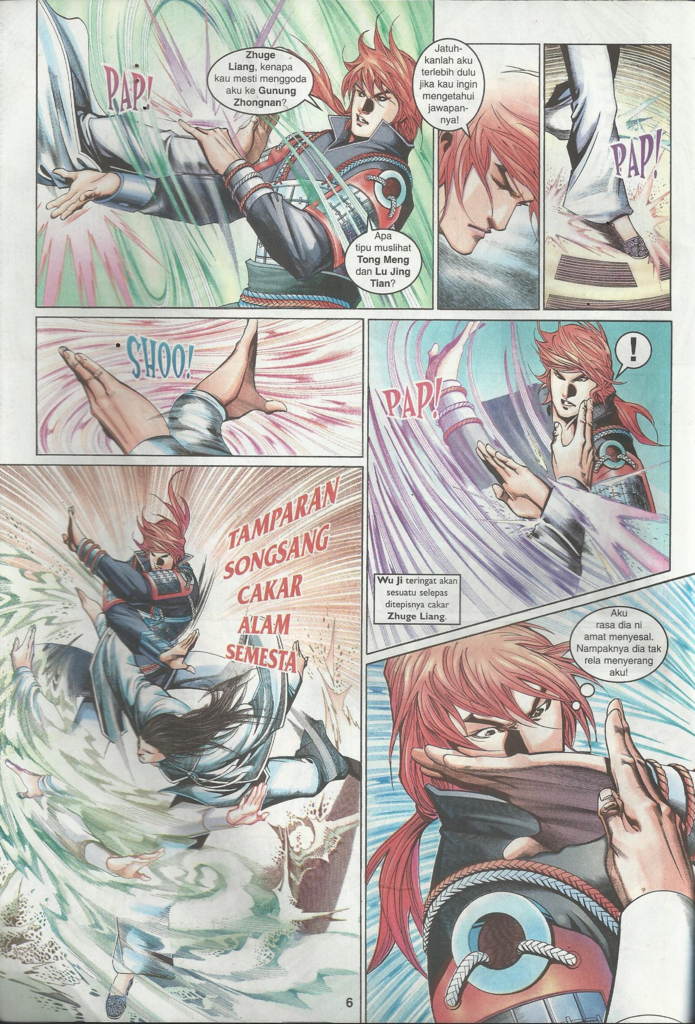 PAP!
Zhuge
Liang, kenapa
kau mesti menggoda
aku ke Gunung
Zhongnan?
Apa
tipu muslihat
Tong Meng
dan Lu Jing
Tian?
Jatuh-
kanlah aku
terlebih dulu
jika kau ingin
mengetahui
jawapan-
nya!
PAP!
SHOO!
PAP!
!
Wu Ji teringat akan
sesuatu selepas
ditepisnya cakar
Zhuge Liang.
TAMPARAN
SONGSANG
CAKAR
ALAM
SEMESTA
Aku
rasa dia ni
amat menyesal.
Nampaknya dia tak
rela menyerang
aku!
6